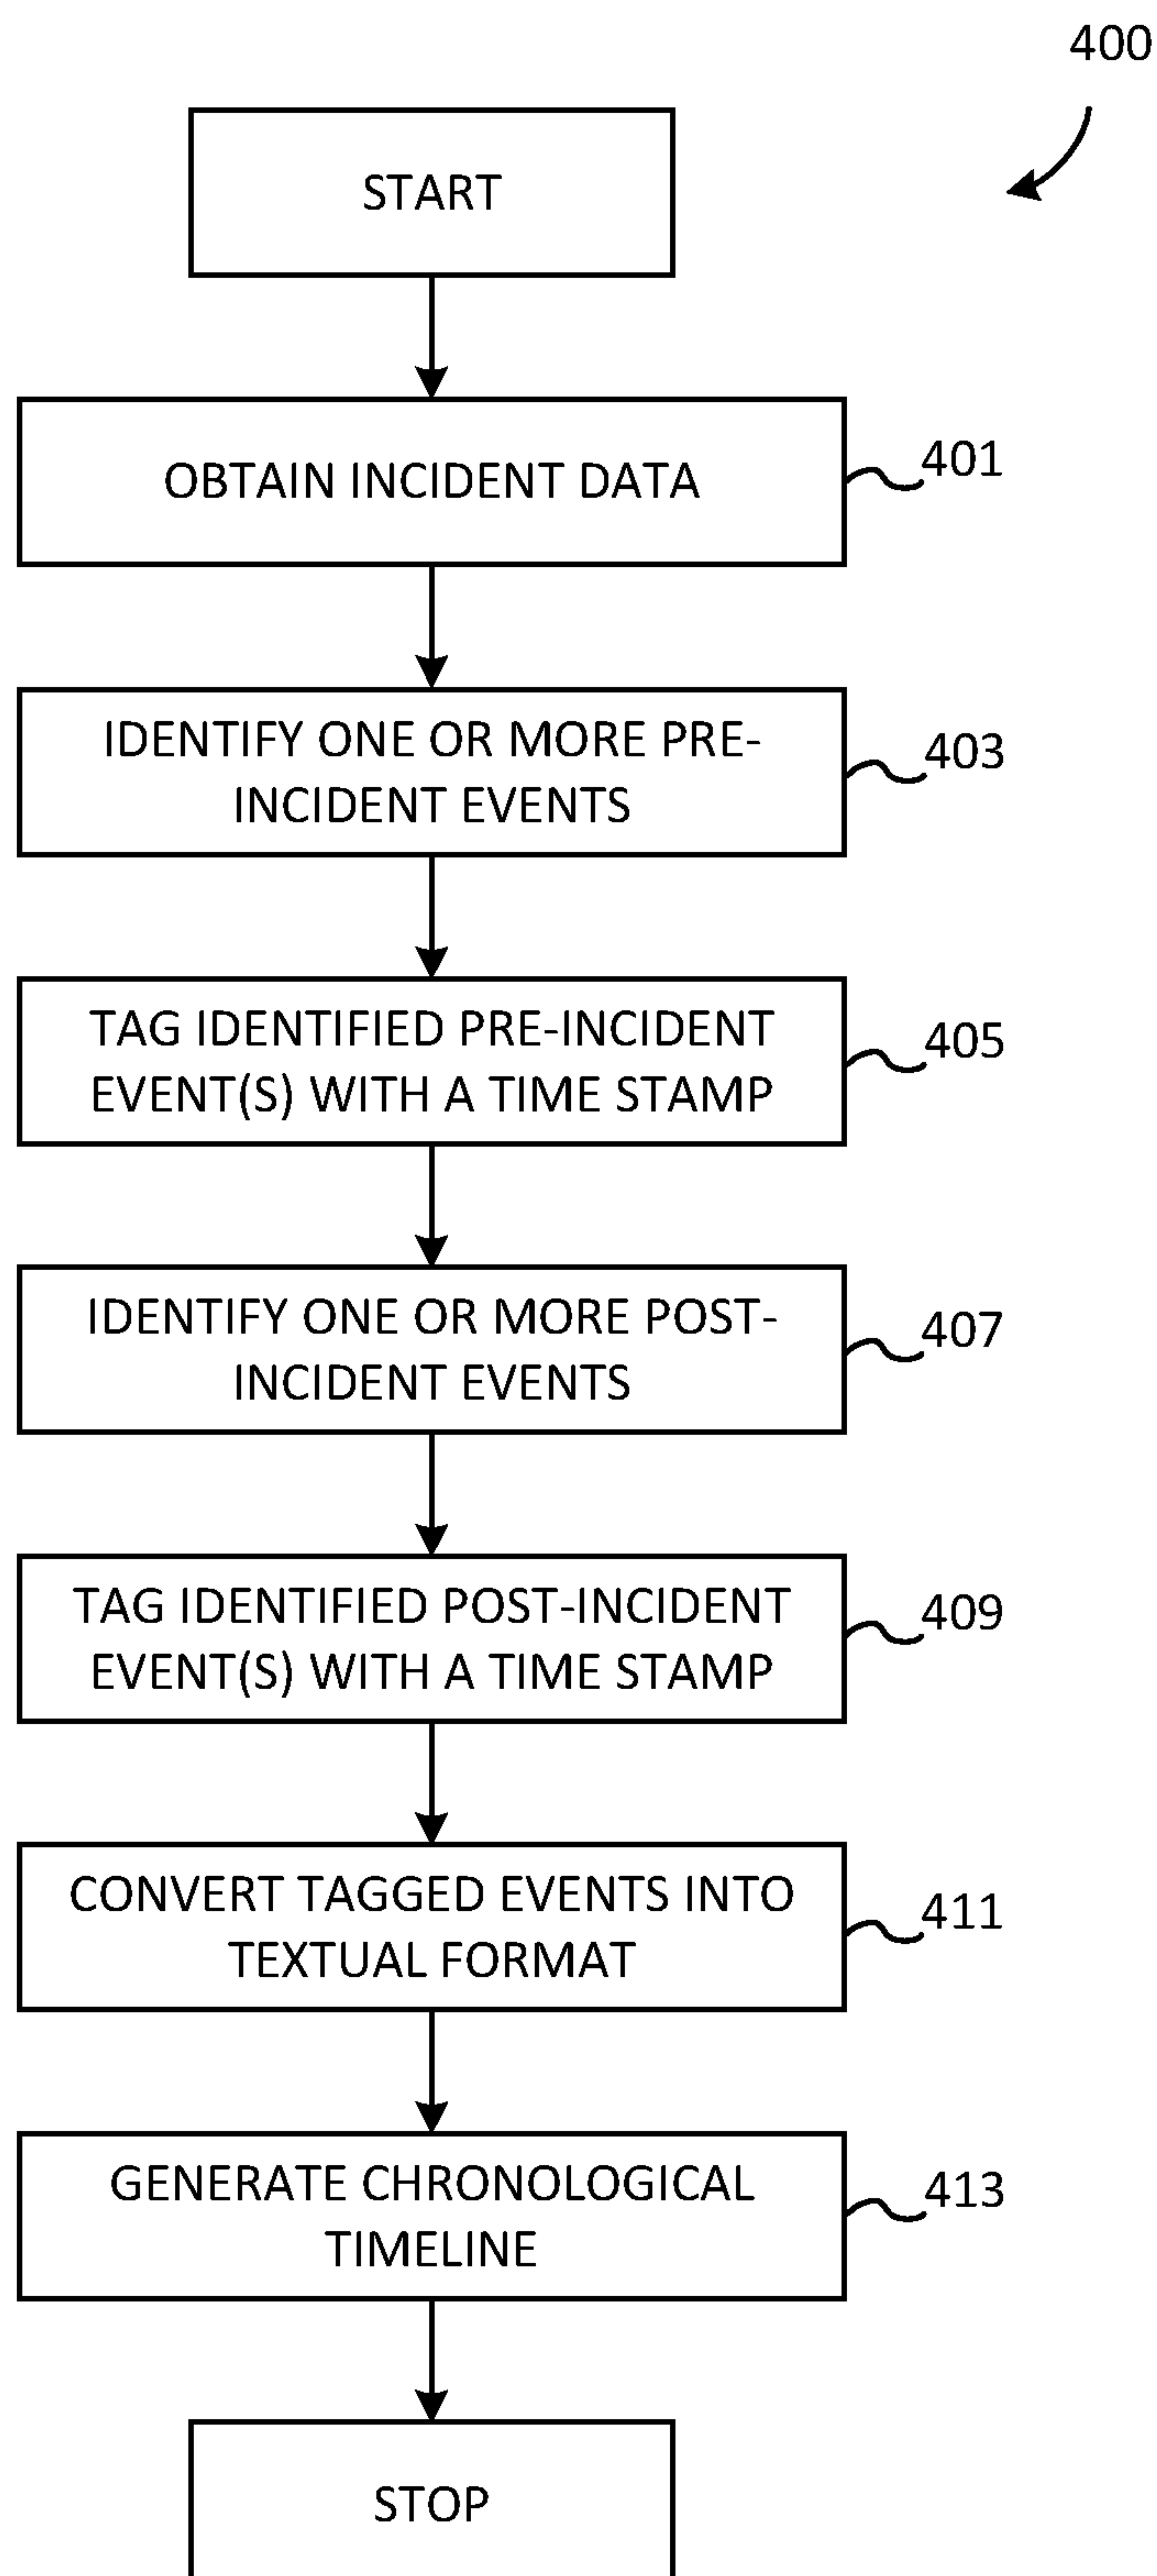 400
START
OBTAIN INCIDENT DATA
401
IDENTIFY ONE OR MORE PRE-
INCIDENT EVENTS
403
TAG IDENTIFIED PRE-INCIDENT
EVENT(S) WITH A TIME STAMP
405
IDENTIFY ONE OR MORE POST-
INCIDENT EVENTS
407
TAG IDENTIFIED POST-INCIDENT
EVENT(S) WITH A TIME STAMP
409
CONVERT TAGGED EVENTS INTO
TEXTUAL FORMAT
411
GENERATE CHRONOLOGICAL
TIMELINE
413
STOP